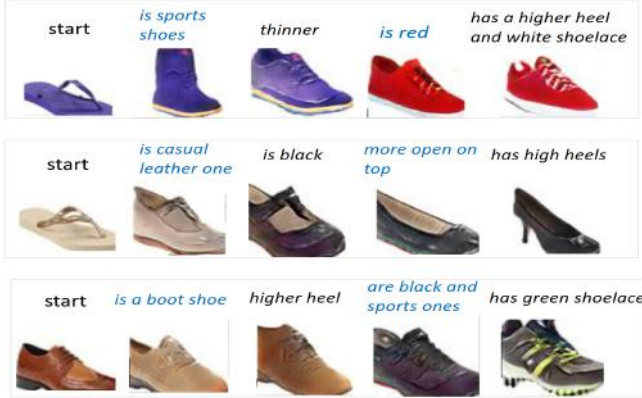 start
is sports
shoes
thinner
is red
has a higher heel
and white shoelace
start
is casual
leather one
is black
more open on
top
has high heels
start
is a boot shoe
higher heel
are black and
sports ones
has green shoelace